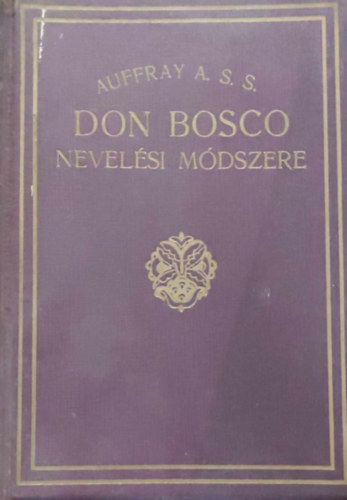 AUFFRAY A. S. S.
DON BOSCO
NEVELÉSI MÓDSZERE